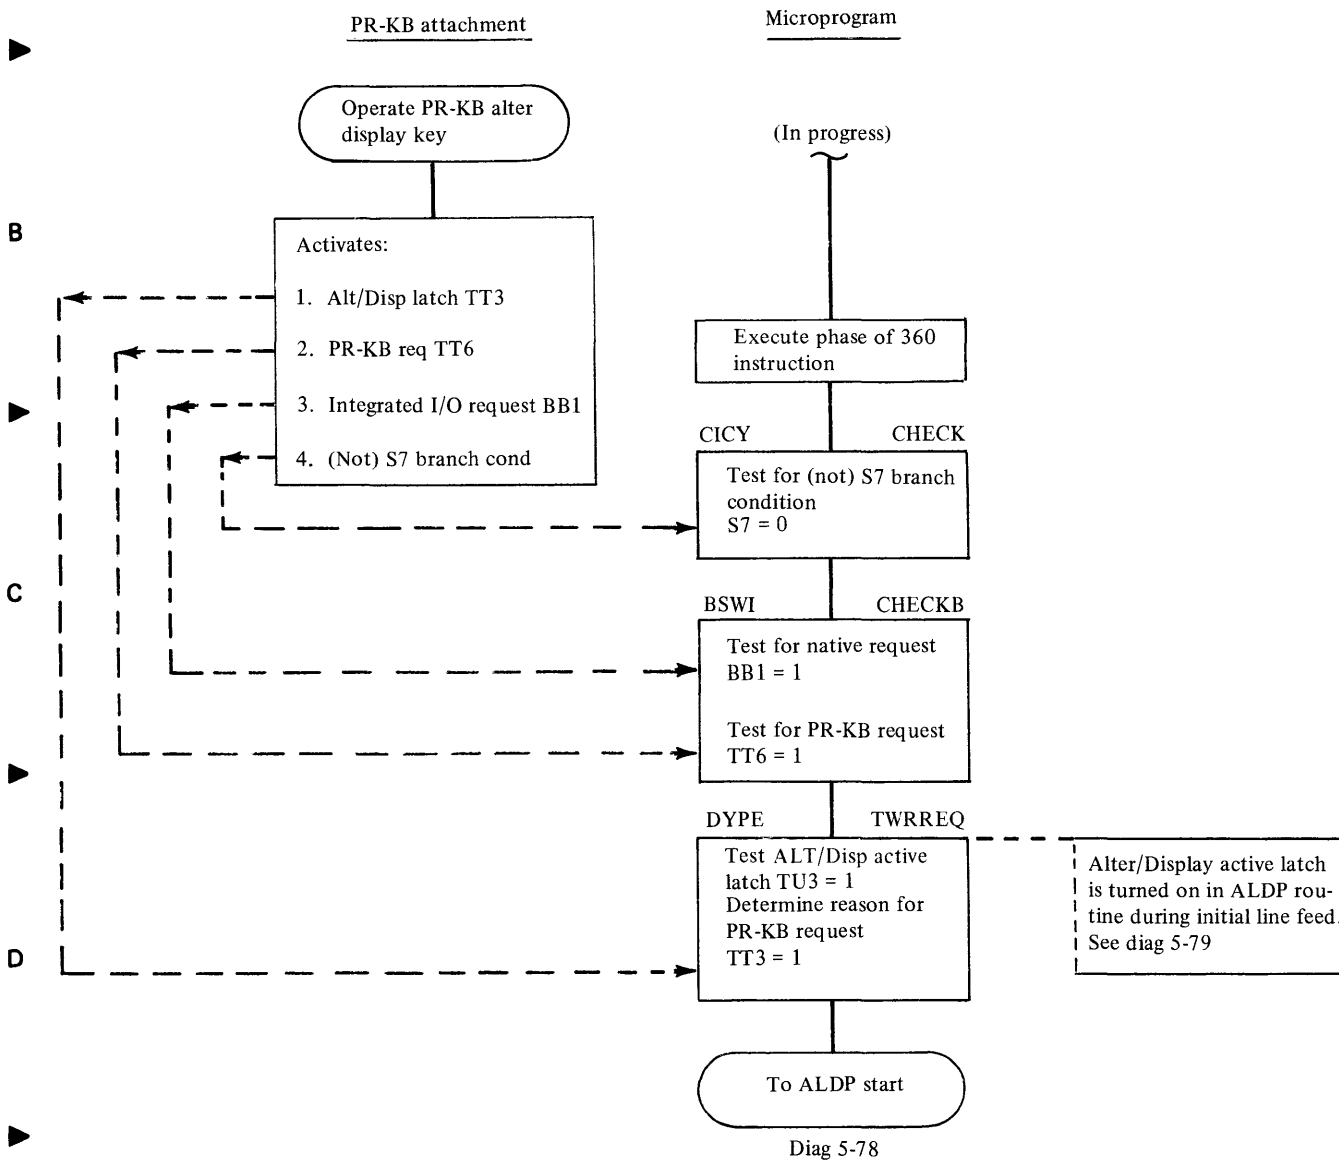 PR-KB attachment
Microprogram
Operate PR-KB alter
display key
(In progress)
B
Activates:
1. Alt/Disp latch TT3
2. PR-KB req TT6
3. Integrated I/O request BB1
4. (Not) S7 branch cond
Execute phase of 360
instruction
CICY CHECK
Test for (not) S7 branch
condition
S7 = 0
C
BSWI CHECKB
Test for native request
BB1 = 1
Test for PR-KB request
TT6 = 1
DYPE TWRREQ
Test ALT/Disp active
latch TU3 = 1
Determine reason for
PR-KB request
TT3 = 1
Alter/Display active latch
is turned on in ALDP rou-
tine during initial line feed.
See diag 5-79
D
To ALDP start
Diag 5-78